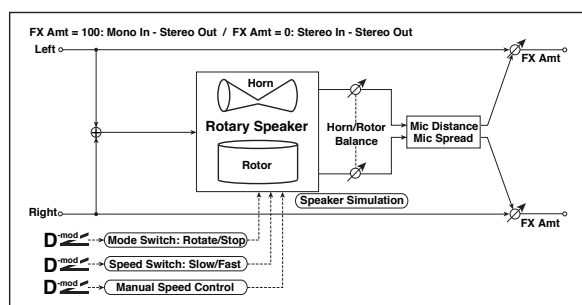 FX Amt = 100: Mono In - Stereo Out / FX Amt = 0: Stereo In - Stereo Out
Left
FX Amt
Horn
Rotary Speaker
Rotor
Horn/Rotor
Balance
Mic Distance
Mic Spread
Speaker Simulation
Right
FX Amt
D-mod
Mode Switch: Rotate/Stop
D-mod
Speed Switch: Slow/Fast
D-mod
Manual Speed Control